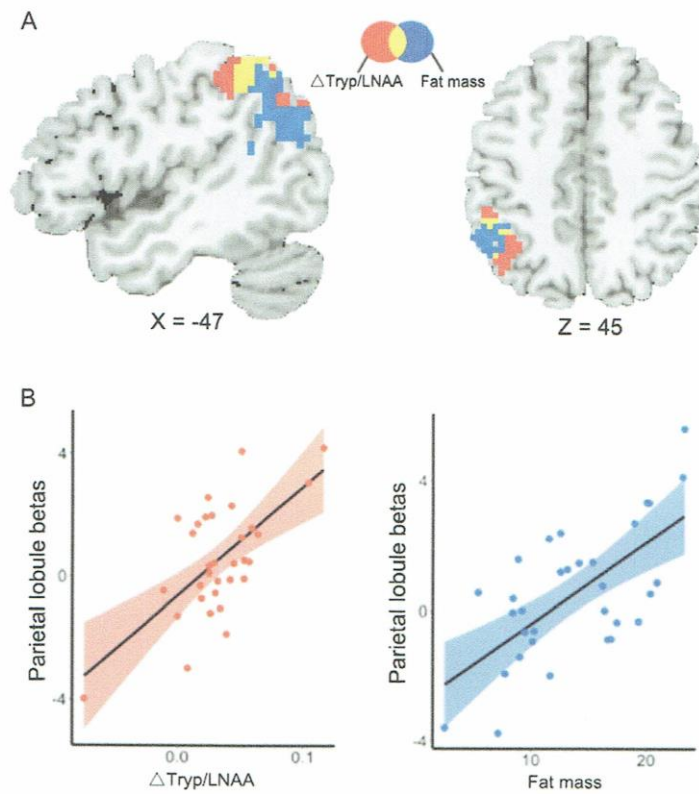 A
△Tryp/LNAA
Fat mass
X = -47
Z = 45
B
Parietal lobule betas
4
0
-4
0.0
0.1
△Tryp/LNAA
Parietal lobule betas
4
0
-4
10
20
Fat mass